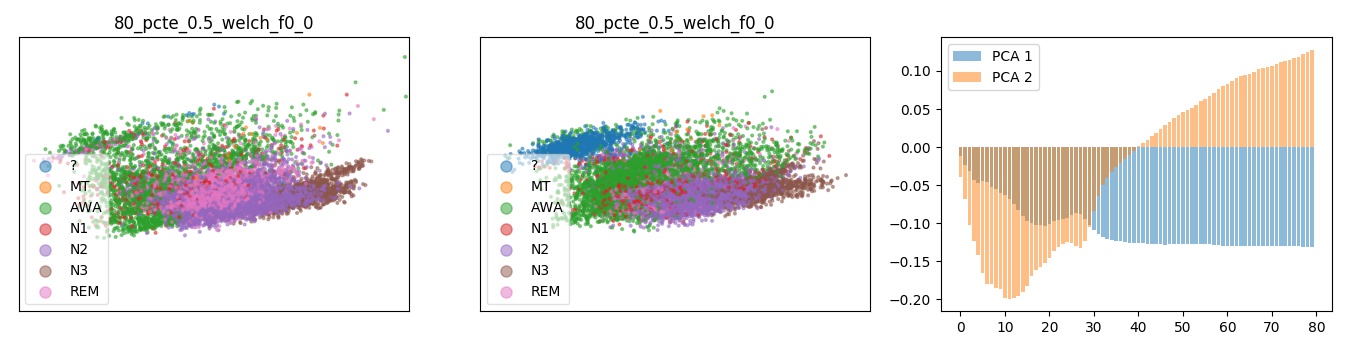 80_pcte_0.5_welch_f0_0
?
MT
AWA
N1
N2
N3
REM
80_pcte_0.5_welch_f0_0
?
MT
AWA
N1
N2
N3
REM
PCA 1
PCA 2
0.10
0.05
0.00
−0.05
−0.10
−0.15
−0.20
0 10 20 30 40 50 60 70 80